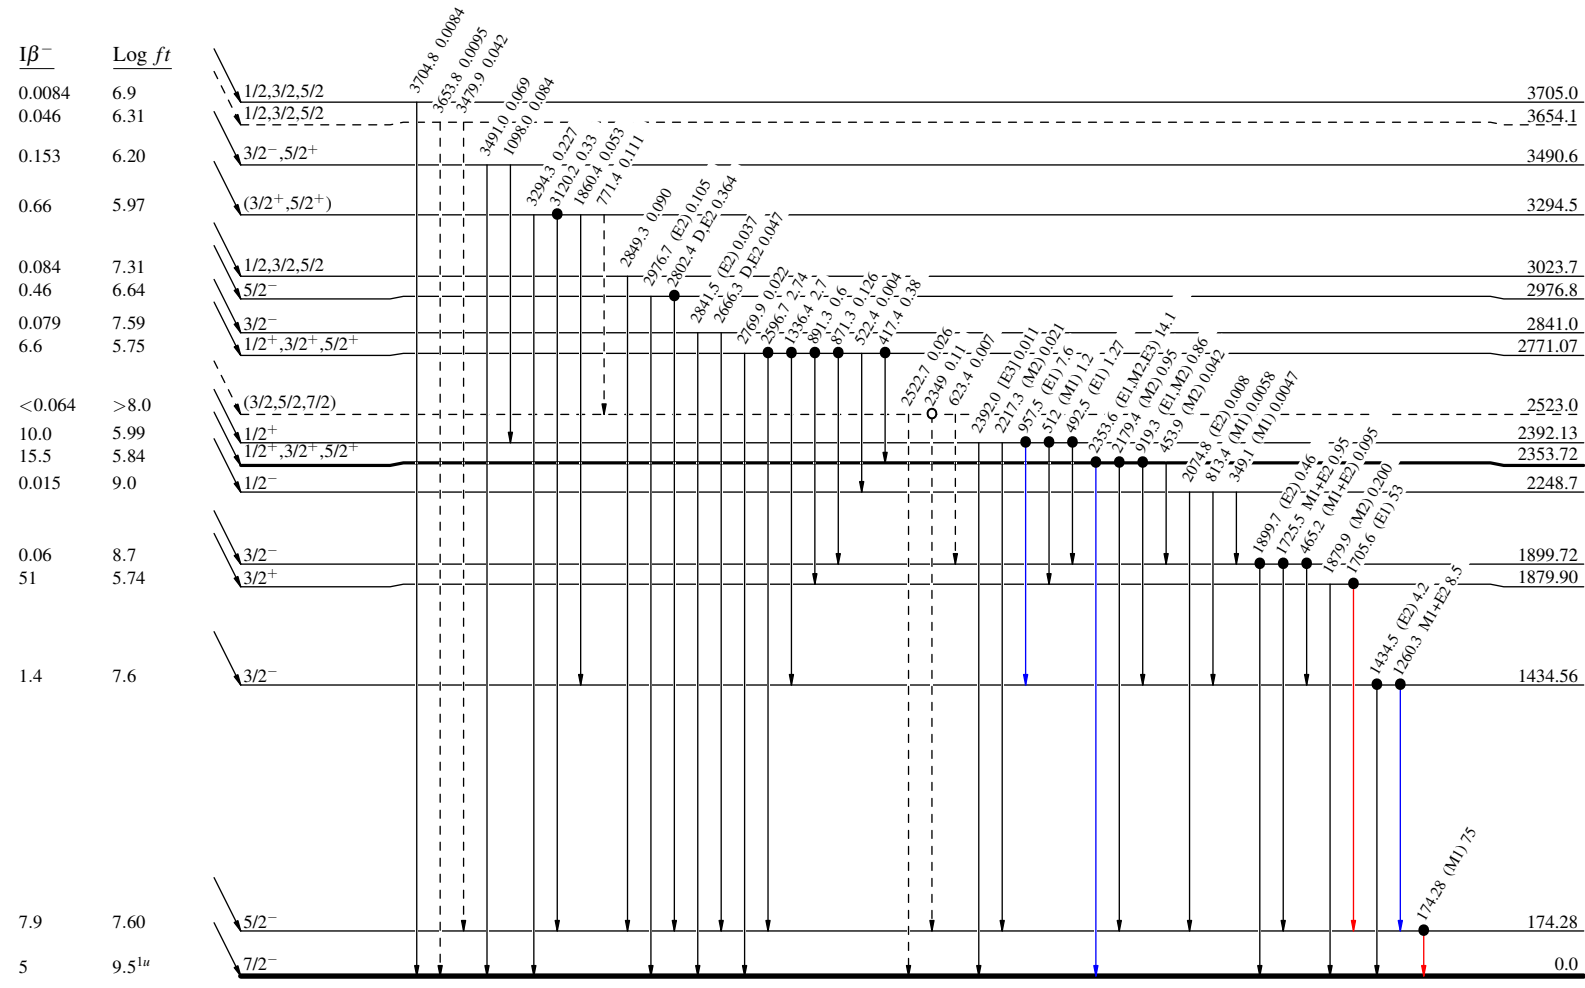 Iβ⁻ Log ft
3704.8 0.0084
3653.8 0.0095
3479.9 0.042
0.0084 6.9 1/2,3/2,5/2 3705.0
0.046 6.31 1/2,3/2,5/2 3654.1
3491.0 0.069
1098.0 0.084
0.153 6.20 3/2⁻,5/2⁺ 3490.6
3294.3 0.227
3120.2 0.33
1860.4 0.053
771.4 0.111
0.66 5.97 (3/2⁺,5/2⁺) 3294.5
2849.3 0.090
0.084 7.31 1/2,3/2,5/2 3023.7
2976.7 (E2) 0.105
2802.4 D,E2 0.364
0.46 6.64 5/2⁻ 2976.8
2841.5 (E2) 0.037
2666.3 D,E2 0.047
0.079 7.59 3/2⁻ 2841.0
2769.9 0.022
2596.7 2.74
1336.4 2.7
891.3 0.6
871.3 0.126
522.4 0.004
417.4 0.38
6.6 5.75 1/2⁺,3/2⁺,5/2⁺ 2771.07
2522.7 0.026
2349 0.11
623.4 0.007
<0.064 >8.0 (3/2,5/2,7/2) 2523.0
2392.0 [E3] 0.011
2217.3 (M2) 0.021
957.5 (E1) 7.6
512 (M1) 1.2
492.5 (E1) 1.27
10.0 5.99 1/2⁺ 2392.13
2353.6 (E1,M2,E3) 14.1
2179.4 (M2) 0.95
919.3 (E1,M2) 0.86
453.9 (M2) 0.042
15.5 5.84 1/2⁺,3/2⁺,5/2⁺ 2353.72
2074.8 (E2) 0.008
813.4 (M1) 0.0058
349.1 (M1) 0.0047
0.015 9.0 1/2⁻ 2248.7
1899.7 (E2) 0.46
1725.5 M1+E2 0.95
465.2 (M1+E2) 0.095
0.06 8.7 3/2⁻ 1899.72
1879.9 (M2) 0.200
1705.6 (E1) 53
51 5.74 3/2⁺ 1879.90
1434.5 (E2) 4.2
1260.3 M1+E2 8.5
1.4 7.6 3/2⁻ 1434.56
174.28 (M1) 75
7.9 7.60 5/2⁻ 174.28
5 9.5¹ᵘ 7/2⁻ 0.0